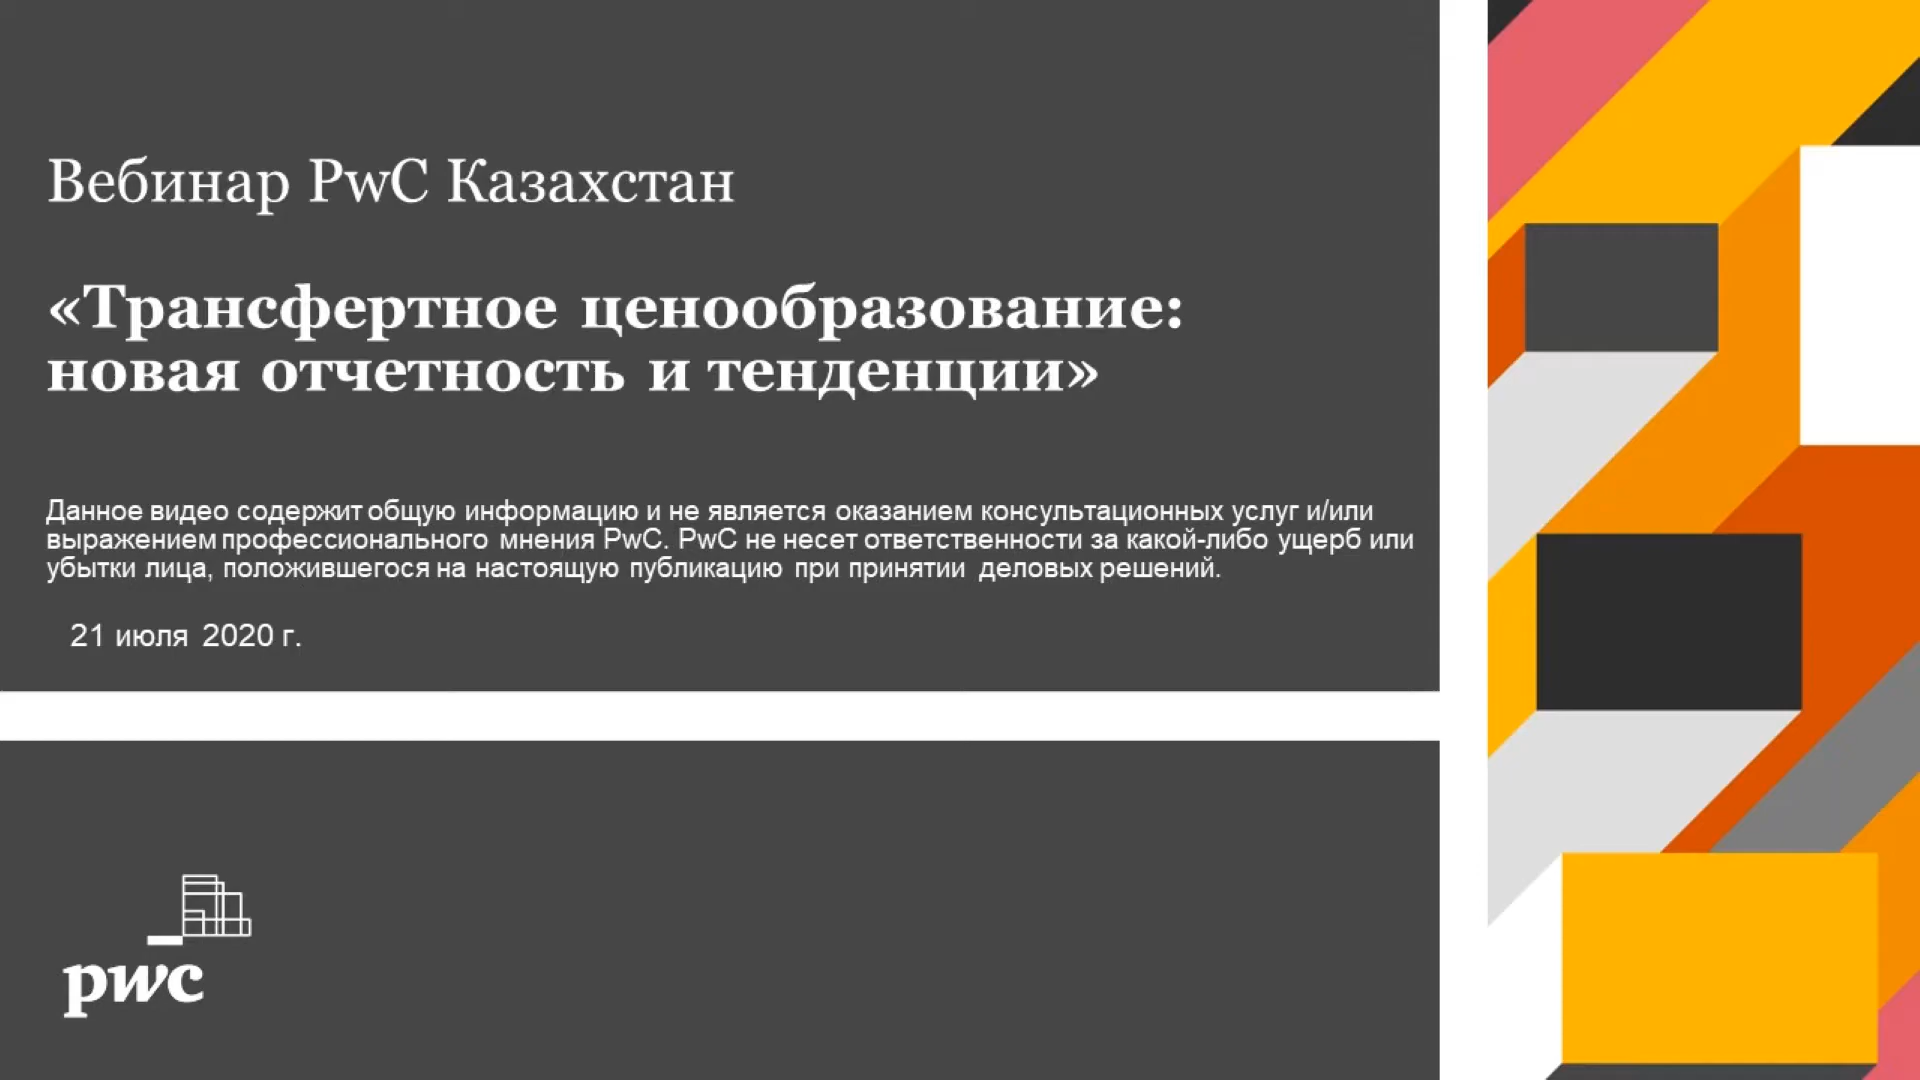 Вебинар PwC Казахстан
«Трансфертное ценообразование:
новая отчетность и тенденции»
Данное видео содержит общую информацию и не является оказанием консультационных услуг и/или
выражением профессионального мнения PwC. PwC не несет ответственности за какой-либо ущерб или
убытки лица, положившегося на настоящую публикацию при принятии деловых решений.
21 июля 2020 г.
pwc